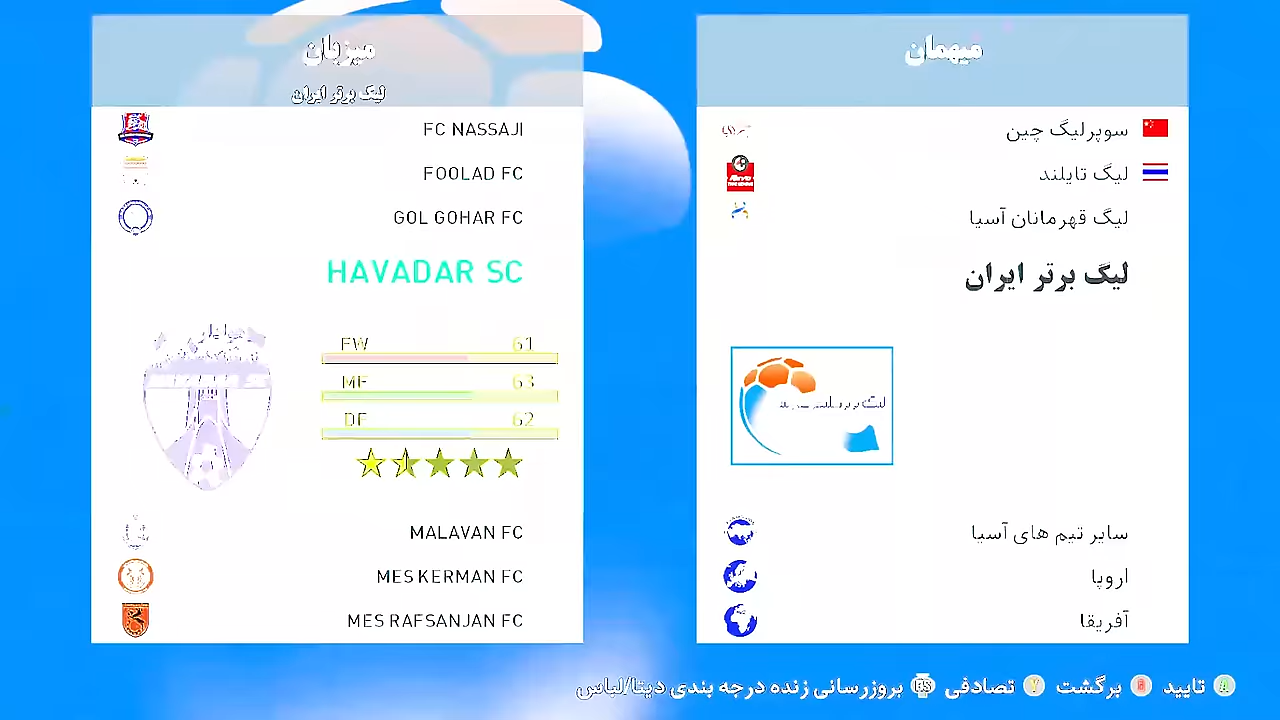 میزبان
لیگ برتر ایران
FC NASSAJI
FOOLAD FC
GOL GOHAR FC
HAVADAR SC
FW 61
MF 63
DF 62
MALAVAN FC
MES KERMAN FC
MES RAFSANJAN FC
میهمان
سوپرلیگ چین
لیگ تایلند
لیگ قهرمانان آسیا
لیگ برتر ایران
سایر تیم های آسیا
اروپا
آفریقا
A تایید B برگشت Y تصادفی RS بروزرسانی زنده درجه بندی دیتا/لباس